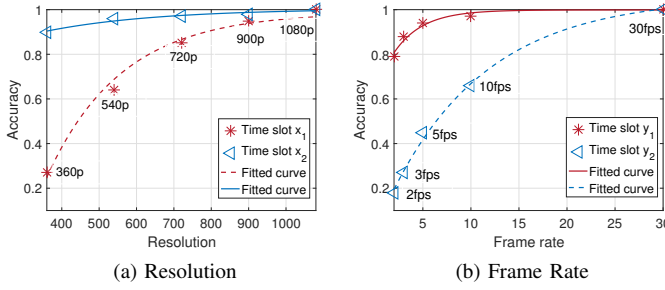 1
0.8
0.6
0.4
0.2
Accuracy
360p
540p
720p
900p
1080p
Time slot x1
Time slot x2
Fitted curve
Fitted curve
400 500 600 700 800 900 1000
Resolution
(a) Resolution
1
0.8
0.6
0.4
0.2
Accuracy
2fps
3fps
5fps
10fps
30fps
Time slot y1
Time slot y2
Fitted curve
Fitted curve
5 10 15 20 25 30
Frame rate
(b) Frame Rate